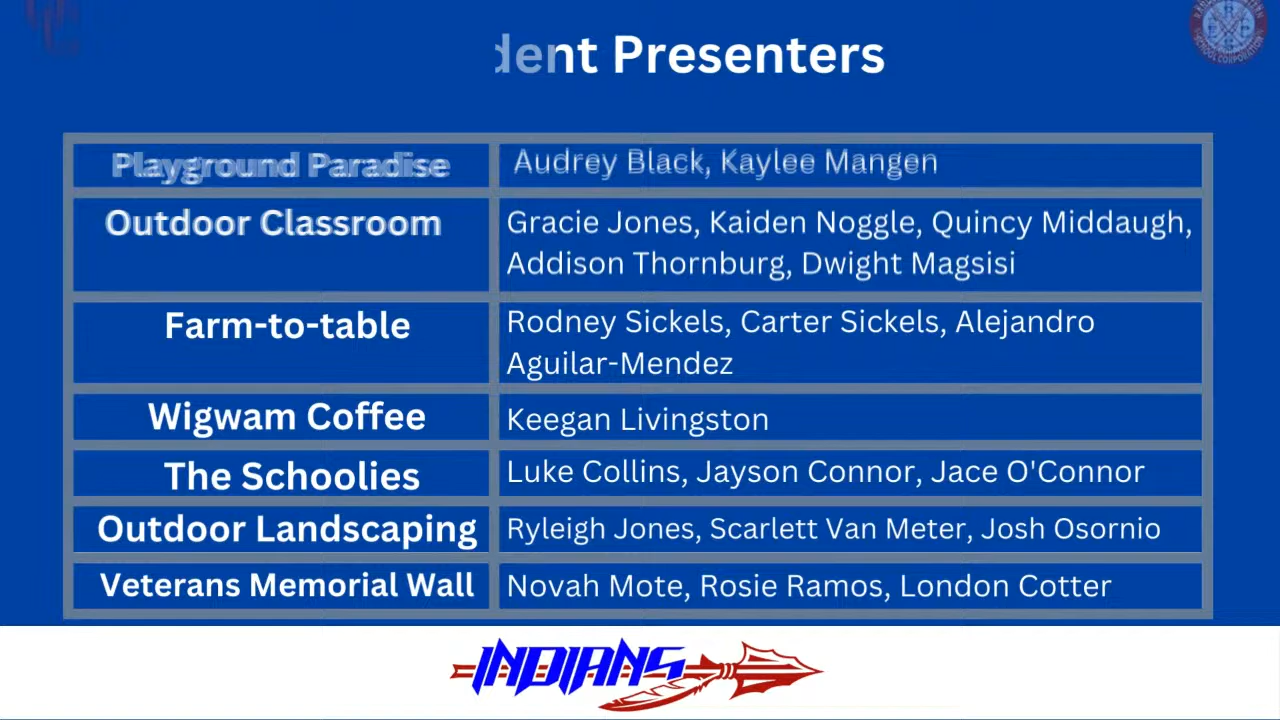 dent Presenters
Playground Paradise
Audrey Black, Kaylee Mangen
Outdoor Classroom
Gracie Jones, Kaiden Noggle, Quincy Middaugh,
Addison Thornburg, Dwight Magsisi
Farm-to-table
Rodney Sickels, Carter Sickels, Alejandro
Aguilar-Mendez
Wigwam Coffee
Keegan Livingston
The Schoolies
Luke Collins, Jayson Connor, Jace O'Connor
Outdoor Landscaping
Ryleigh Jones, Scarlett Van Meter, Josh Osornio
Veterans Memorial Wall
Novah Mote, Rosie Ramos, London Cotter
INDIANS